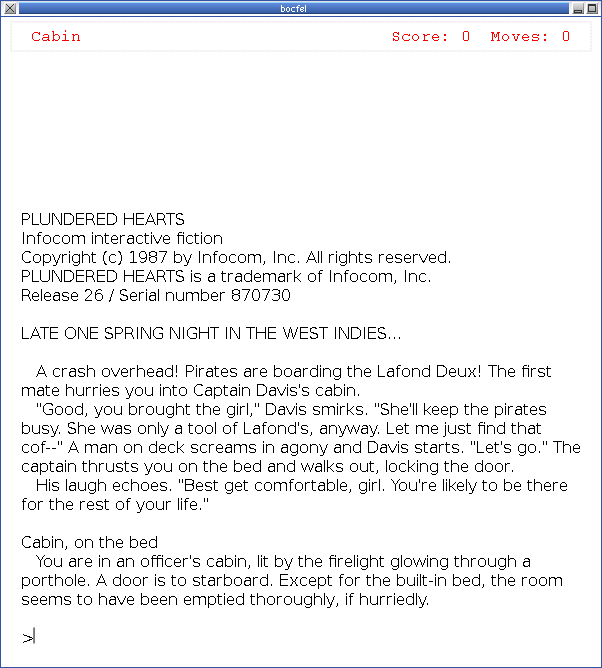 bocfel
Cabin Score: 0 Moves: 0
PLUNDERED HEARTS
Infocom interactive fiction
Copyright (c) 1987 by Infocom, Inc. All rights reserved.
PLUNDERED HEARTS is a trademark of Infocom, Inc.
Release 26 / Serial number 870730
LATE ONE SPRING NIGHT IN THE WEST INDIES...
A crash overhead! Pirates are boarding the Lafond Deux! The first
mate hurries you into Captain Davis's cabin.
"Good, you brought the girl," Davis smirks. "She'll keep the pirates
busy. She was only a tool of Lafond's, anyway. Let me just find that
cof--" A man on deck screams in agony and Davis starts. "Let's go." The
captain thrusts you on the bed and walks out, locking the door.
His laugh echoes. "Best get comfortable, girl. You're likely to be there
for the rest of your life."
Cabin, on the bed
You are in an officer's cabin, lit by the firelight glowing through a
porthole. A door is to starboard. Except for the built-in bed, the room
seems to have been emptied thoroughly, if hurriedly.
>